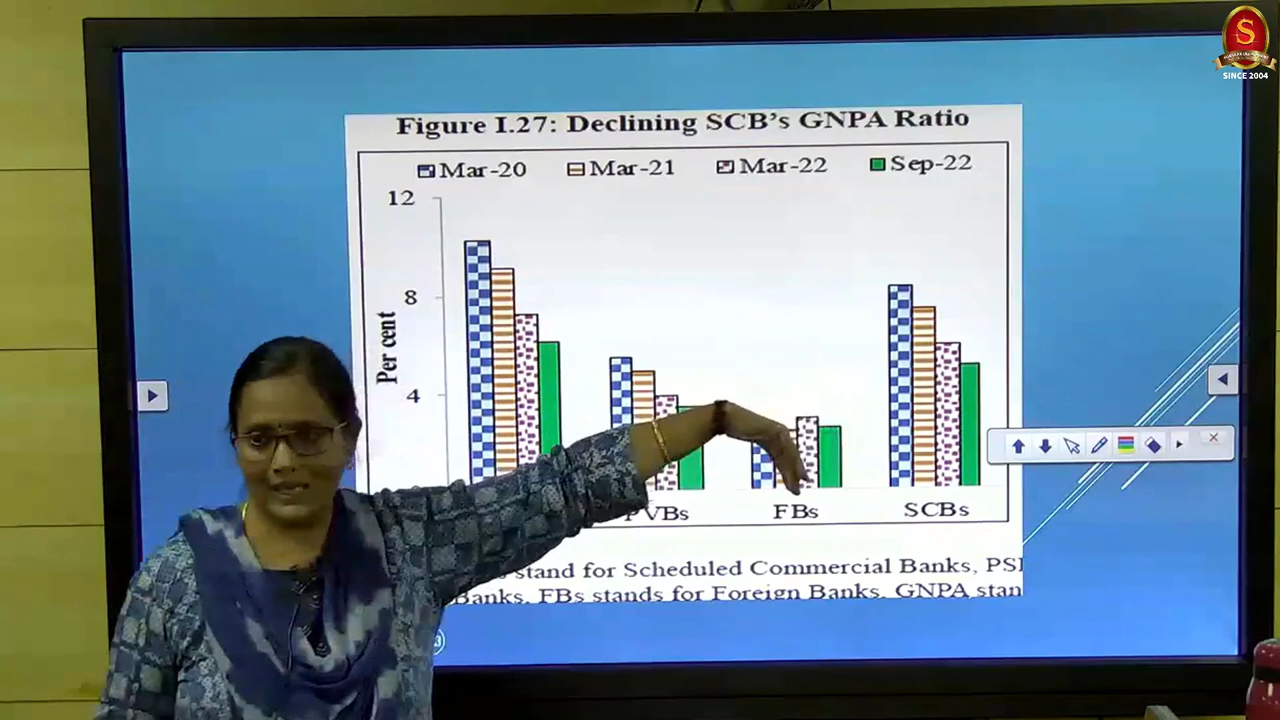 S
SINCE 2004
Figure I.27: Declining SCB's GNPA Ratio
Mar-20 Mar-21 Mar-22 Sep-22
12
8
Per cent
4
PVBs FBs SCBs
stand for Scheduled Commercial Banks, PSI
Banks, FBs stands for Foreign Banks, GNPA stan